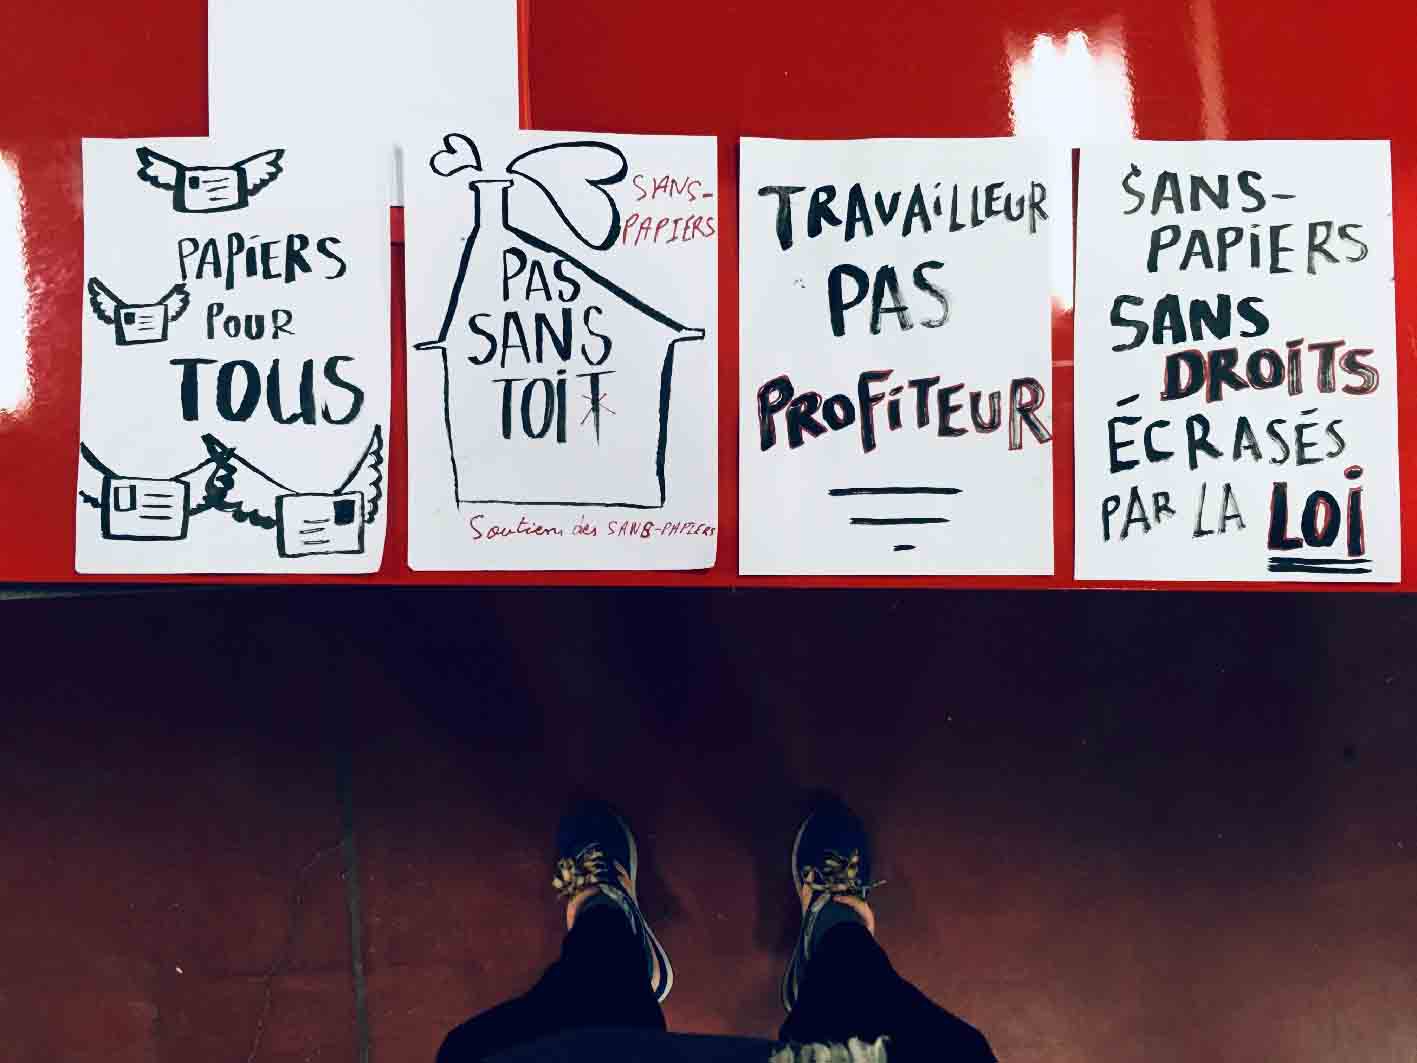 PAPiERS
POUR
TOUS
SANS-
PAPIERS
PAS
SANS
TOiT
Soutien des SANS-PAPIERS
TRAVAiLLEUR
PAS
PROFiTEUR
SANS-
PAPiERS
SANS
DROiTS
ÉCRASÉS
PAR LA LOi